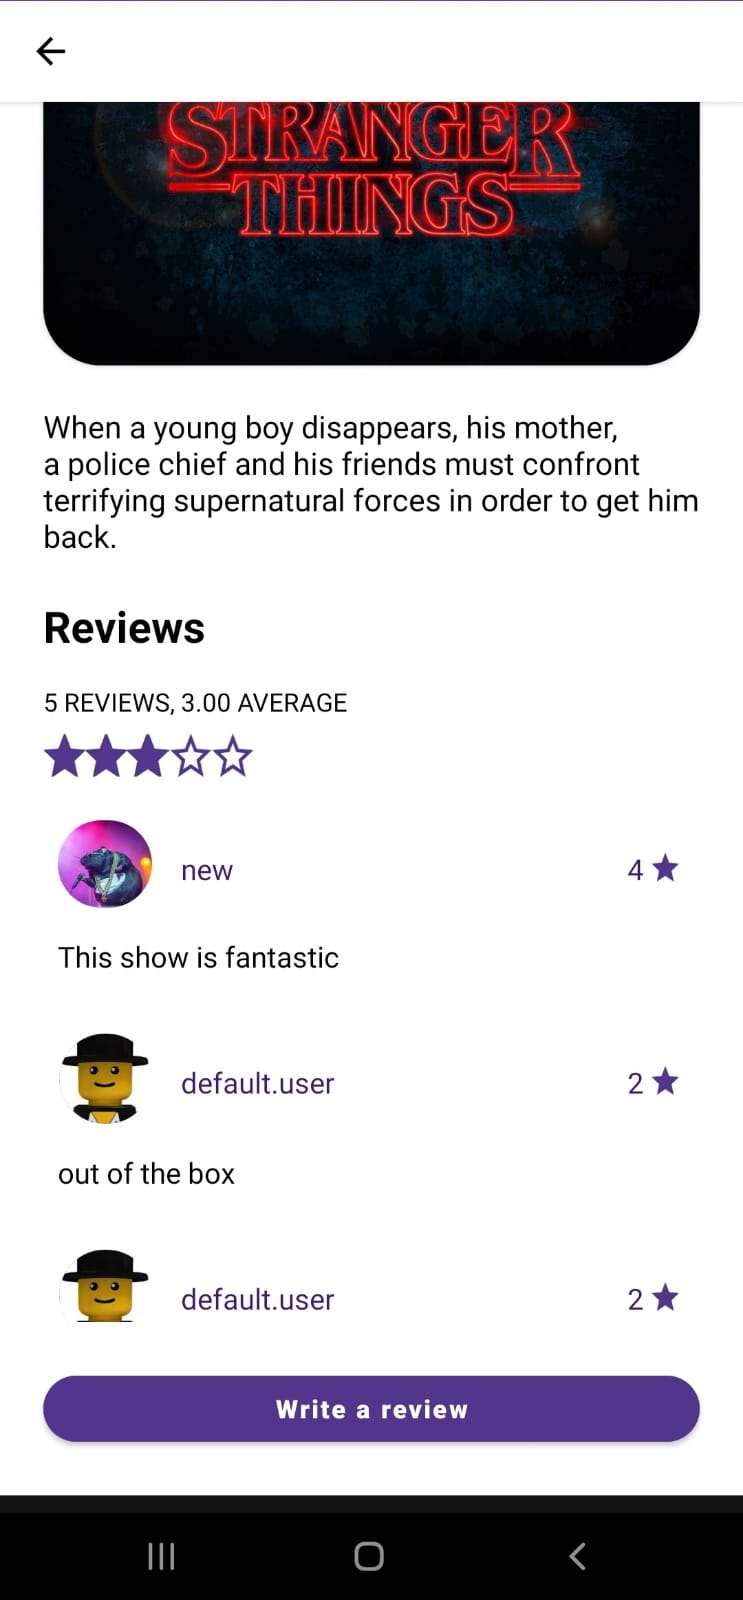 STRANGER
THINGS
When a young boy disappears, his mother,
a police chief and his friends must confront
terrifying supernatural forces in order to get him
back.
Reviews
5 REVIEWS, 3.00 AVERAGE
new
4
This show is fantastic
default.user
2
out of the box
default.user
2
Write a review